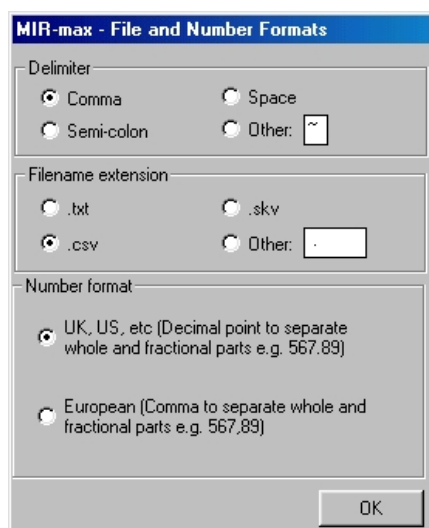 MIR-max - File and Number Formats
Delimiter
Comma
Space
Semi-colon
Other: ~
Filename extension
.txt
.skv
.csv
Other: .
Number format
UK, US, etc (Decimal point to separate
whole and fractional parts e.g. 567.89)
European (Comma to separate whole and
fractional parts e.g. 567,89)
OK